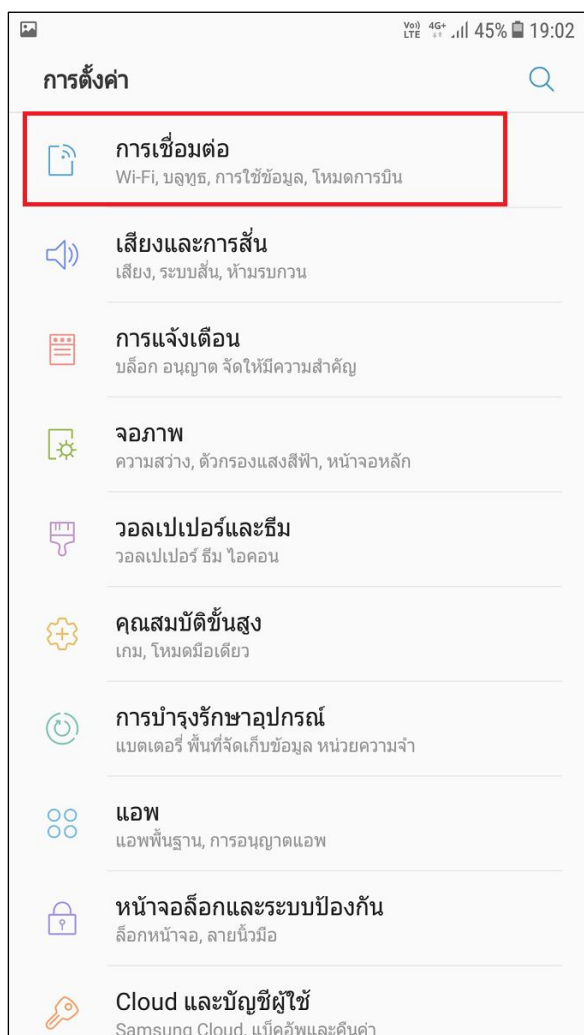 Vo)) LTE 4G+ 45% 19:02
การตั้งค่า
การเชื่อมต่อ
Wi-Fi, บลูทูธ, การใช้ข้อมูล, โหมดการบิน
เสียงและการสั่น
เสียง, ระบบสั่น, ห้ามรบกวน
การแจ้งเตือน
บล็อก อนุญาต จัดให้มีความสำคัญ
จอภาพ
ความสว่าง, ตัวกรองแสงสีฟ้า, หน้าจอหลัก
วอลเปเปอร์และธีม
วอลเปเปอร์ ธีม ไอคอน
คุณสมบัติขั้นสูง
เกม, โหมดมือเดียว
การบำรุงรักษาอุปกรณ์
แบตเตอรี่ พื้นที่จัดเก็บข้อมูล หน่วยความจำ
แอพ
แอพพื้นฐาน, การอนุญาตแอพ
หน้าจอล็อกและระบบป้องกัน
ล็อกหน้าจอ, ลายนิ้วมือ
Cloud และบัญชีผู้ใช้
Samsung Cloud, แบ็คอัพและคืนค่า